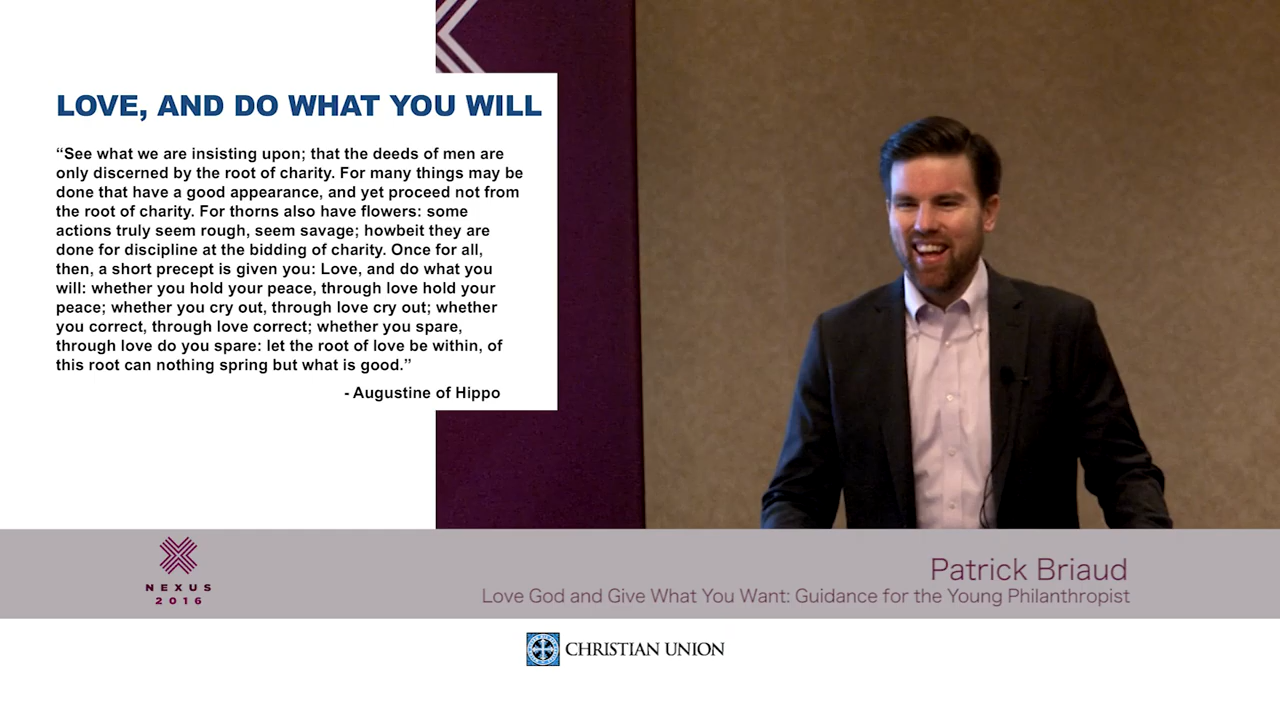 LOVE, AND DO WHAT YOU WILL
“See what we are insisting upon; that the deeds of men are
only discerned by the root of charity. For many things may be
done that have a good appearance, and yet proceed not from
the root of charity. For thorns also have flowers: some
actions truly seem rough, seem savage; howbeit they are
done for discipline at the bidding of charity. Once for all,
then, a short precept is given you: Love, and do what you
will: whether you hold your peace, through love hold your
peace; whether you cry out, through love cry out; whether
you correct, through love correct; whether you spare,
through love do you spare: let the root of love be within, of
this root can nothing spring but what is good.”
- Augustine of Hippo
NEXUS
2016
Patrick Briaud
Love God and Give What You Want: Guidance for the Young Philanthropist
CHRISTIAN UNION